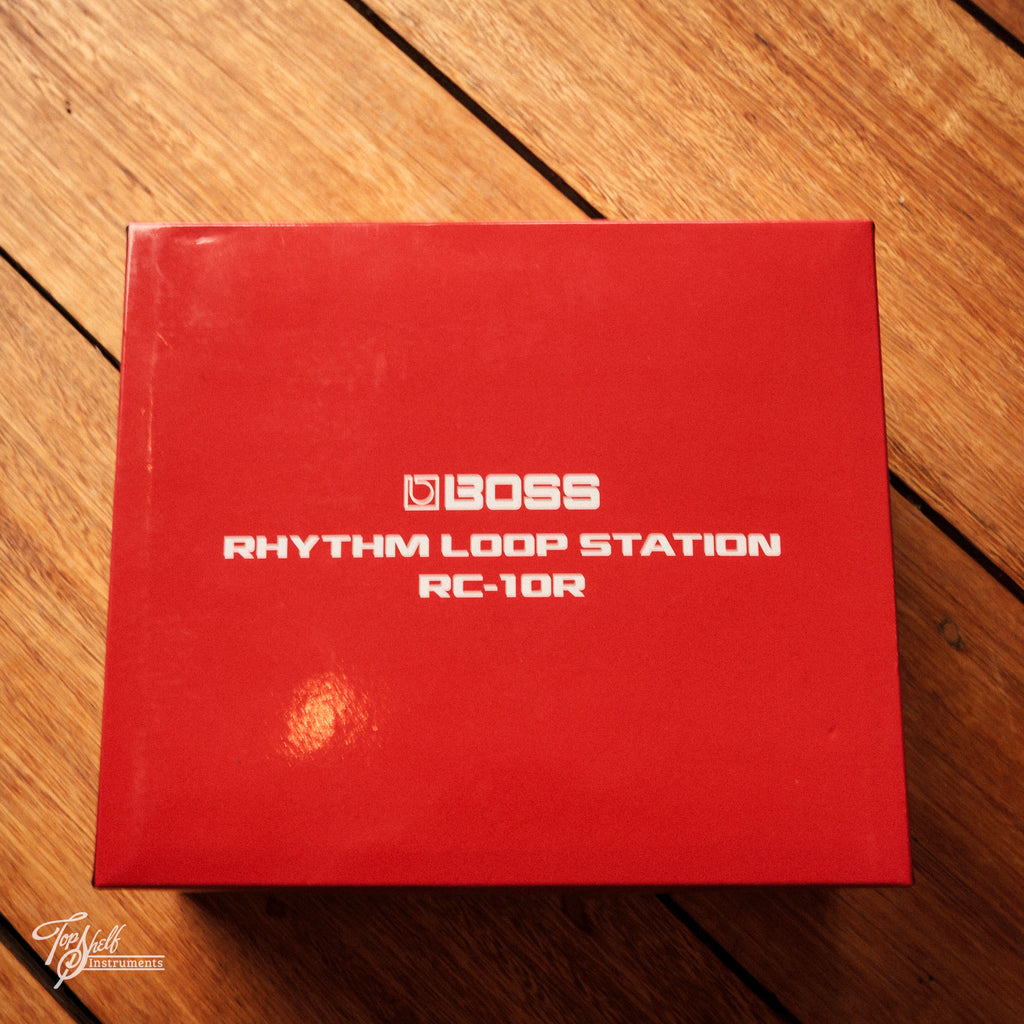 BOSS
RHYTHM LOOP STATION
RC-10R
Top Shelf
Instruments